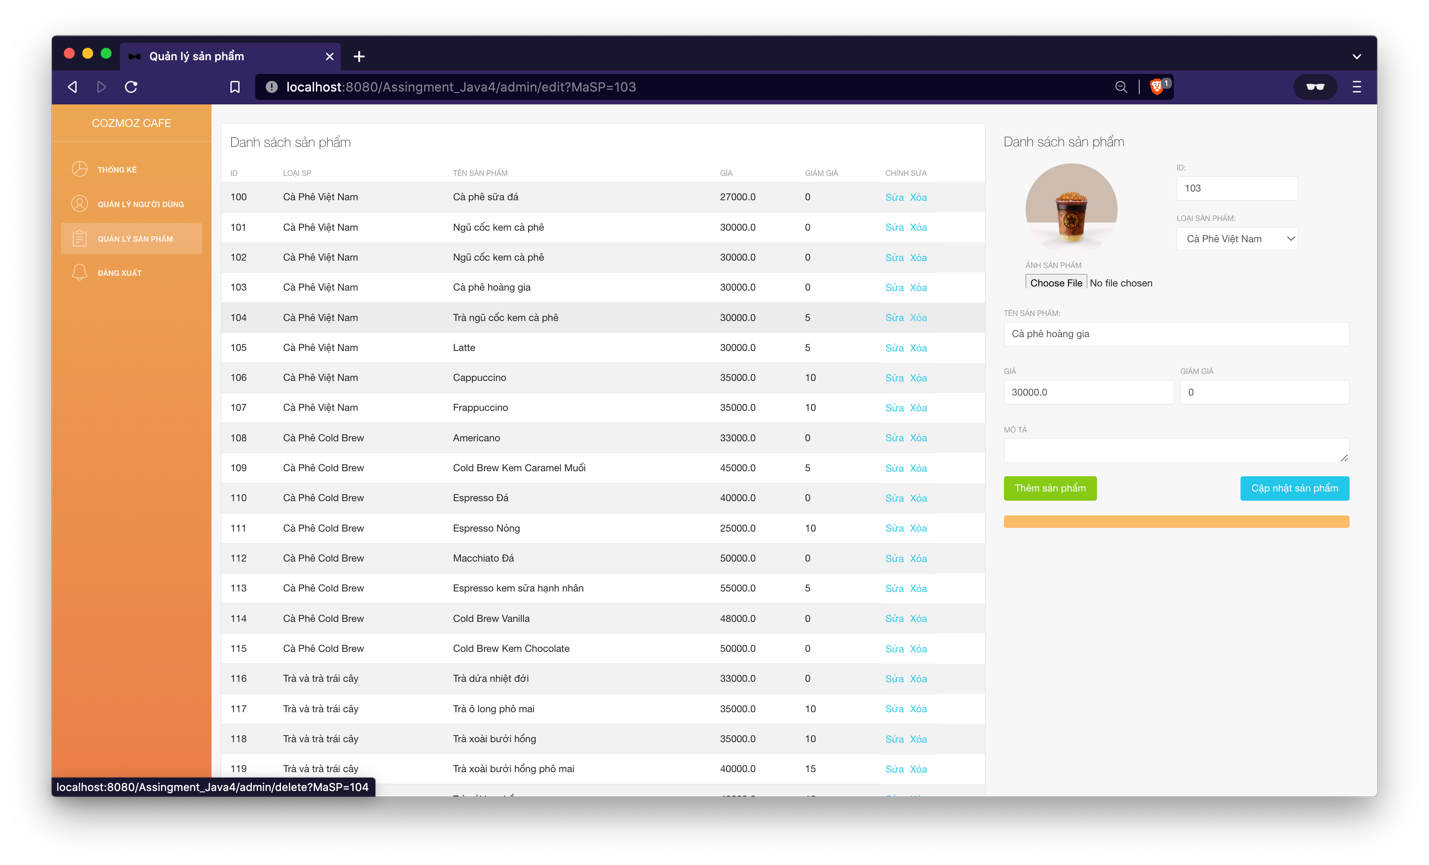 Quản lý sản phẩm
localhost:8080/Assingment_Java4/admin/edit?MaSP=103
1
COZMOZ CAFE
THỐNG KÊ
QUẢN LÝ NGƯỜI DÙNG
QUẢN LÝ SẢN PHẨM
ĐĂNG XUẤT
Danh sách sản phẩm
ID LOẠI SP TÊN SẢN PHẨM GÍA GIẢM GIÁ CHỈNH SỬA
100 Cà Phê Việt Nam Cà phê sữa đá 27000.0 0 Sửa Xóa
101 Cà Phê Việt Nam Ngũ cốc kem cà phê 30000.0 0 Sửa Xóa
102 Cà Phê Việt Nam Ngũ cốc kem cà phê 30000.0 0 Sửa Xóa
103 Cà Phê Việt Nam Cà phê hoàng gia 30000.0 0 Sửa Xóa
104 Cà Phê Việt Nam Trà ngũ cốc kem cà phê 30000.0 5 Sửa Xóa
105 Cà Phê Việt Nam Latte 30000.0 5 Sửa Xóa
106 Cà Phê Việt Nam Cappuccino 35000.0 10 Sửa Xóa
107 Cà Phê Việt Nam Frappuccino 35000.0 10 Sửa Xóa
108 Cà Phê Cold Brew Americano 33000.0 0 Sửa Xóa
109 Cà Phê Cold Brew Cold Brew Kem Caramel Muối 45000.0 5 Sửa Xóa
110 Cà Phê Cold Brew Espresso Đá 40000.0 0 Sửa Xóa
111 Cà Phê Cold Brew Espresso Nóng 25000.0 10 Sửa Xóa
112 Cà Phê Cold Brew Macchiato Đá 50000.0 0 Sửa Xóa
113 Cà Phê Cold Brew Espresso kem sữa hạnh nhân 55000.0 5 Sửa Xóa
114 Cà Phê Cold Brew Cold Brew Vanilla 48000.0 0 Sửa Xóa
115 Cà Phê Cold Brew Cold Brew Kem Chocolate 50000.0 0 Sửa Xóa
116 Trà và trà trái cây Trà dứa nhiệt đới 33000.0 0 Sửa Xóa
117 Trà và trà trái cây Trà ô long phô mai 35000.0 10 Sửa Xóa
118 Trà và trà trái cây Trà xoài bưởi hồng 35000.0 10 Sửa Xóa
119 Trà và trà trái cây Trà xoài bưởi hồng phô mai 40000.0 15 Sửa Xóa
Danh sách sản phẩm
ID:
103
LOẠI SẢN PHẨM:
Cà Phê Việt Nam
ẢNH SẢN PHẨM
Choose File No file chosen
TÊN SẢN PHẨM:
Cà phê hoàng gia
GIÁ GIẢM GIÁ
30000.0 0
MÔ TẢ
Thêm sản phẩm Cập nhật sản phẩm
localhost:8080/Assingment_Java4/admin/delete?MaSP=104